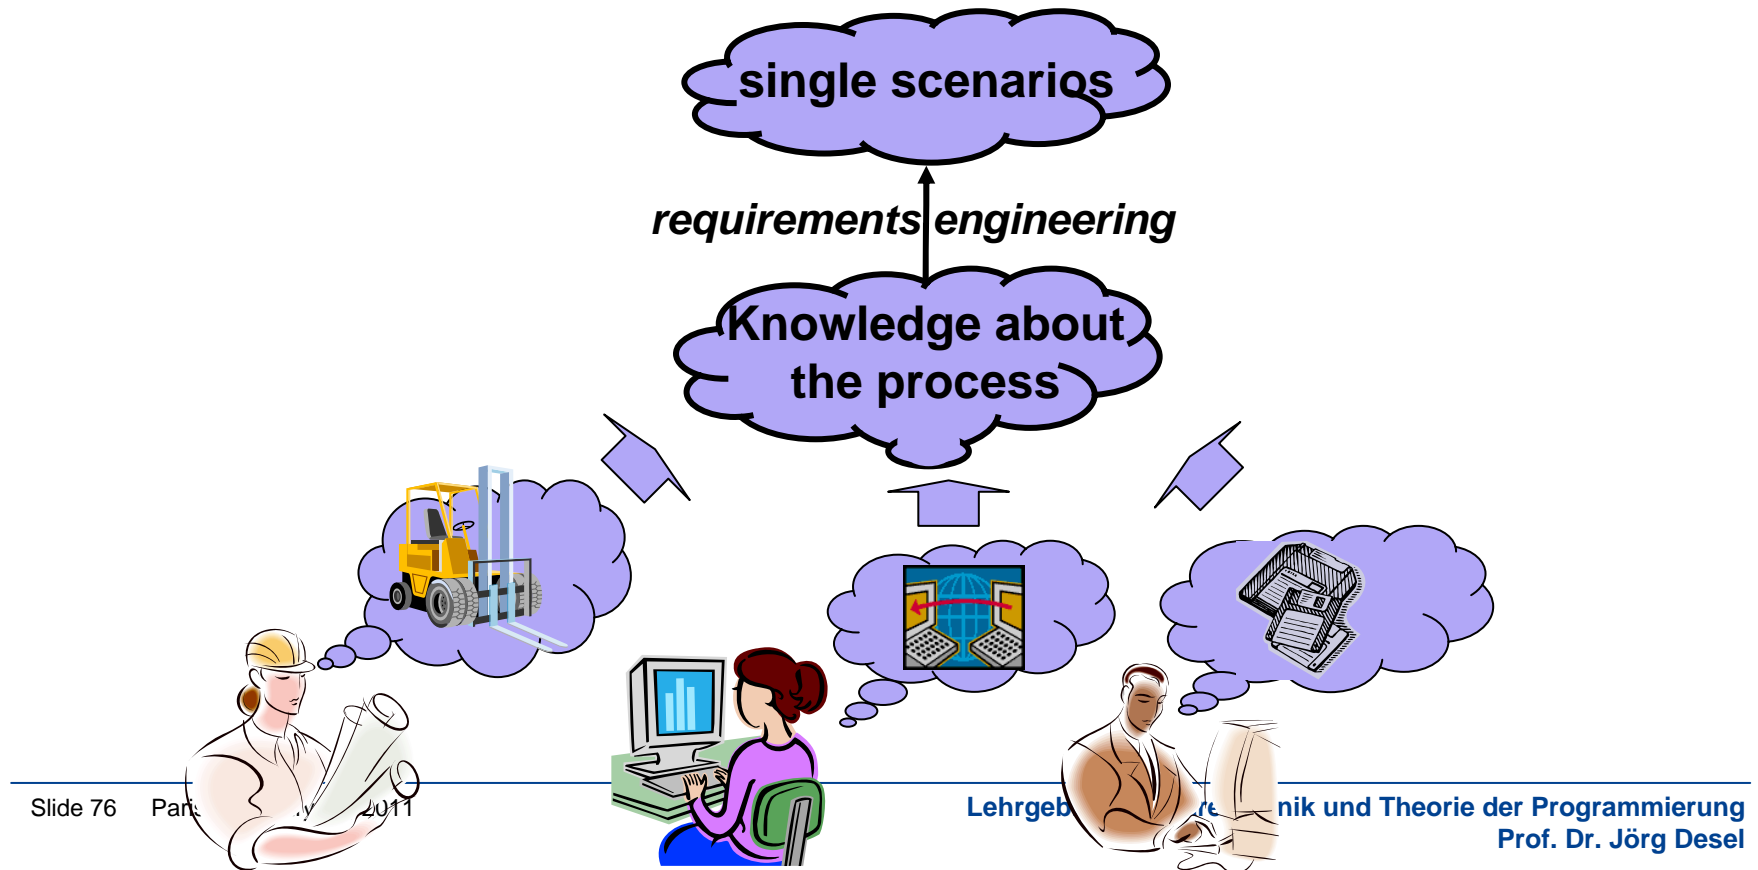 single scenarios
requirements engineering
Knowledge about
the process
Slide 76 2011
nik und Theorie der Programmierung
Prof. Dr. Jörg Desel